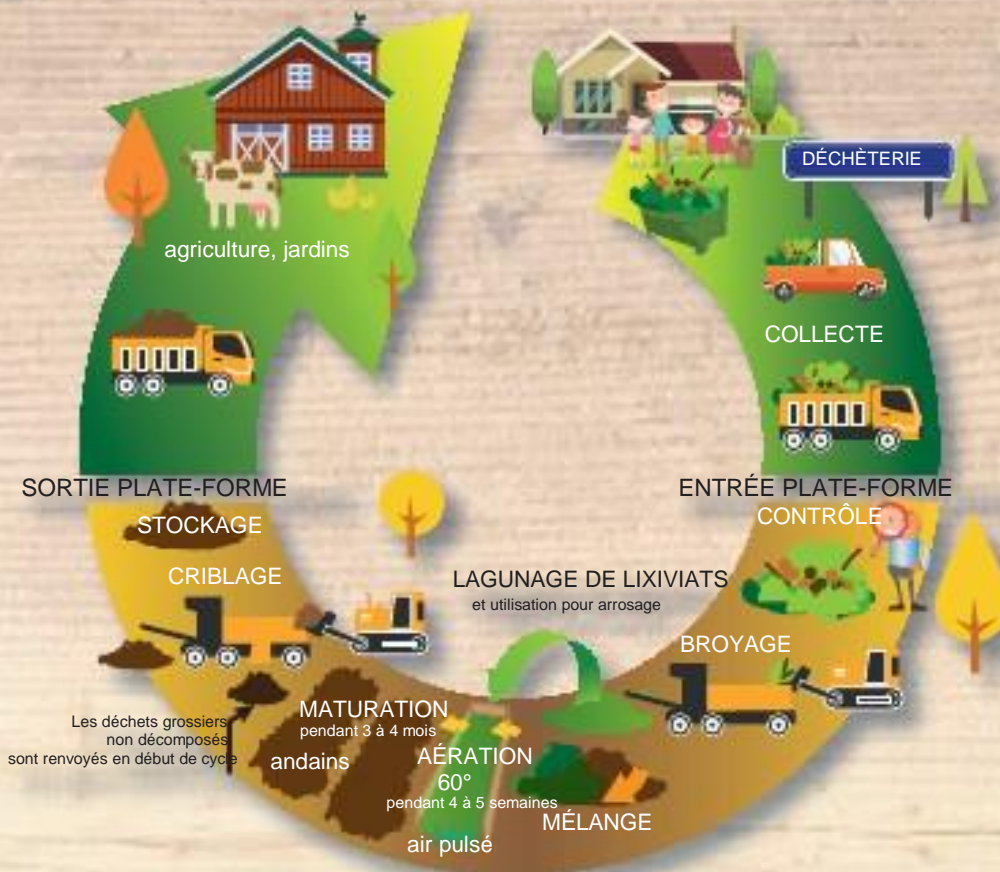 DÉCHÈTERIE
COLLECTE
ENTRÉE PLATE-FORME
CONTRÔLE
BROYAGE
LAGUNAGE DE LIXIVIATS
et utilisation pour arrosage
MÉLANGE
AÉRATION
60°
pendant 4 à 5 semaines
air pulsé
MATURATION
pendant 3 à 4 mois
andains
Les déchets grossiers
non décomposés
sont renvoyés en début de cycle
CRIBLAGE
STOCKAGE
SORTIE PLATE-FORME
agriculture, jardins